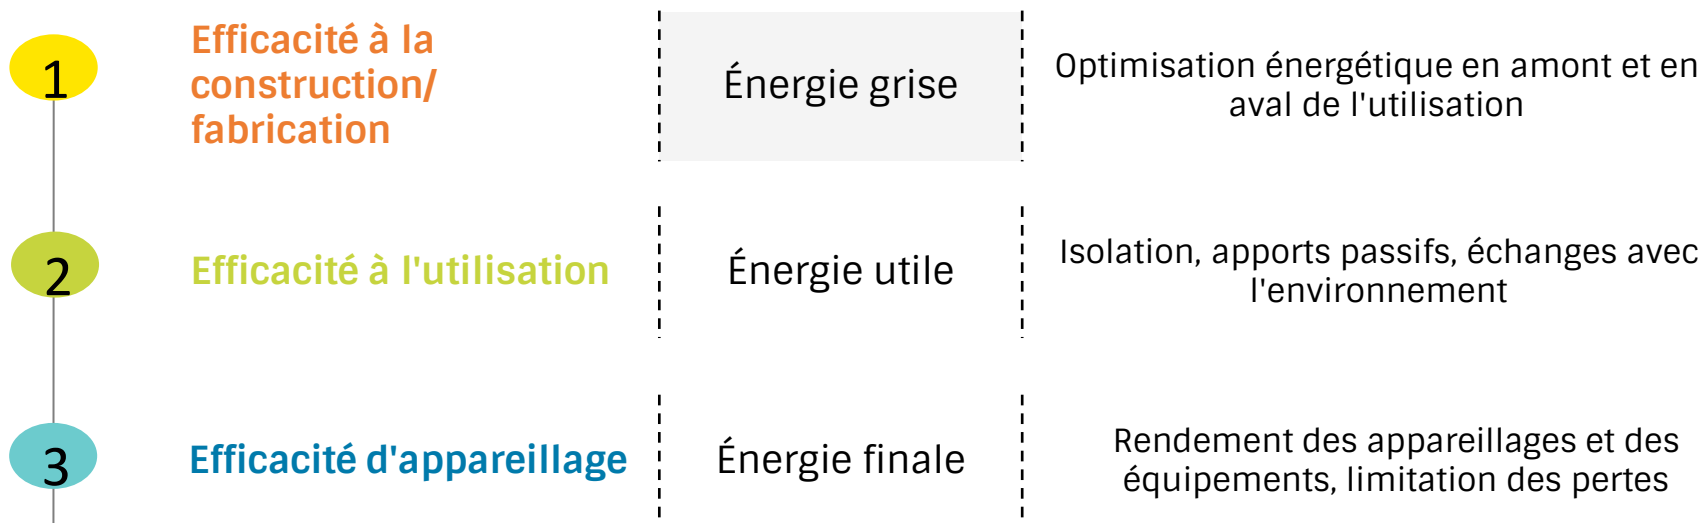 1
Efficacité à la
construction/
fabrication
Énergie grise
Optimisation énergétique en amont et en
aval de l'utilisation
2
Efficacité à l'utilisation
Énergie utile
Isolation, apports passifs, échanges avec
l'environnement
3
Efficacité d'appareillage
Énergie finale
Rendement des appareillages et des
équipements, limitation des pertes